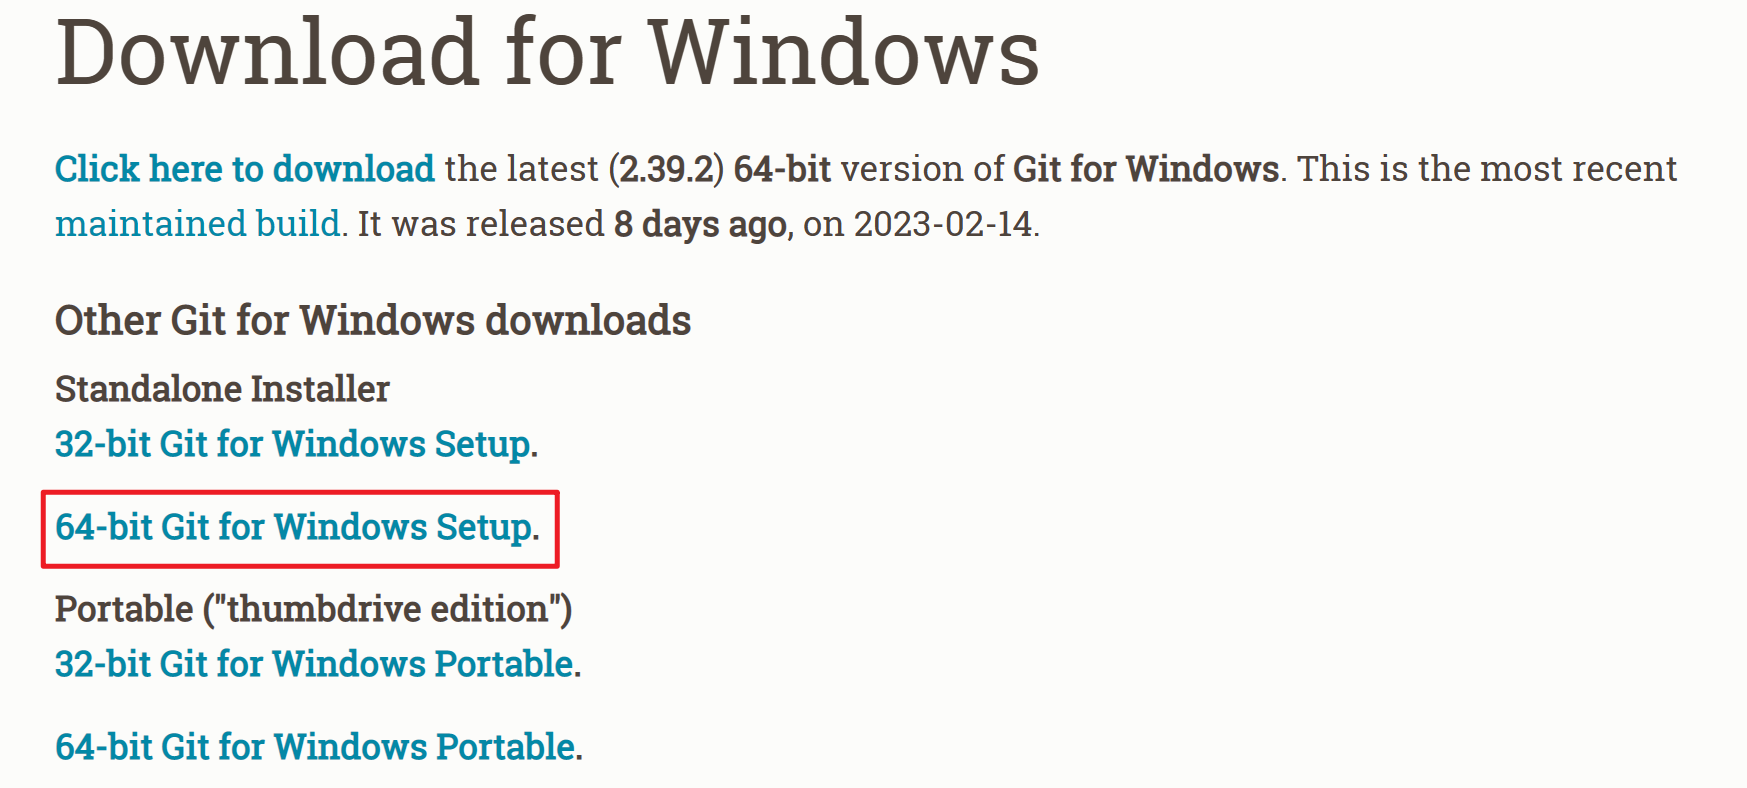 Download for Windows
Click here to download the latest (2.39.2) 64-bit version of Git for Windows. This is the most recent
maintained build. It was released 8 days ago, on 2023-02-14.
Other Git for Windows downloads
Standalone Installer
32-bit Git for Windows Setup.
64-bit Git for Windows Setup.
Portable ("thumbdrive edition")
32-bit Git for Windows Portable.
64-bit Git for Windows Portable.